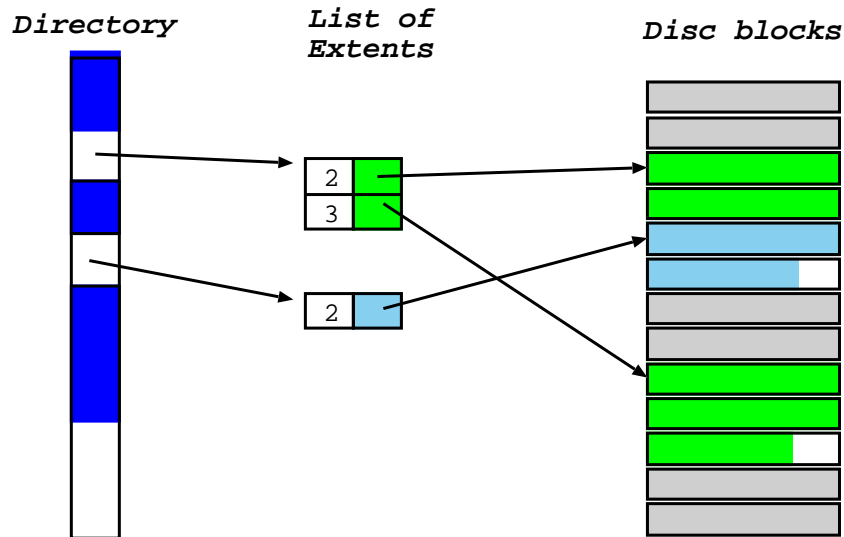 Directory
List of
Extents
Disc blocks
2
3
2